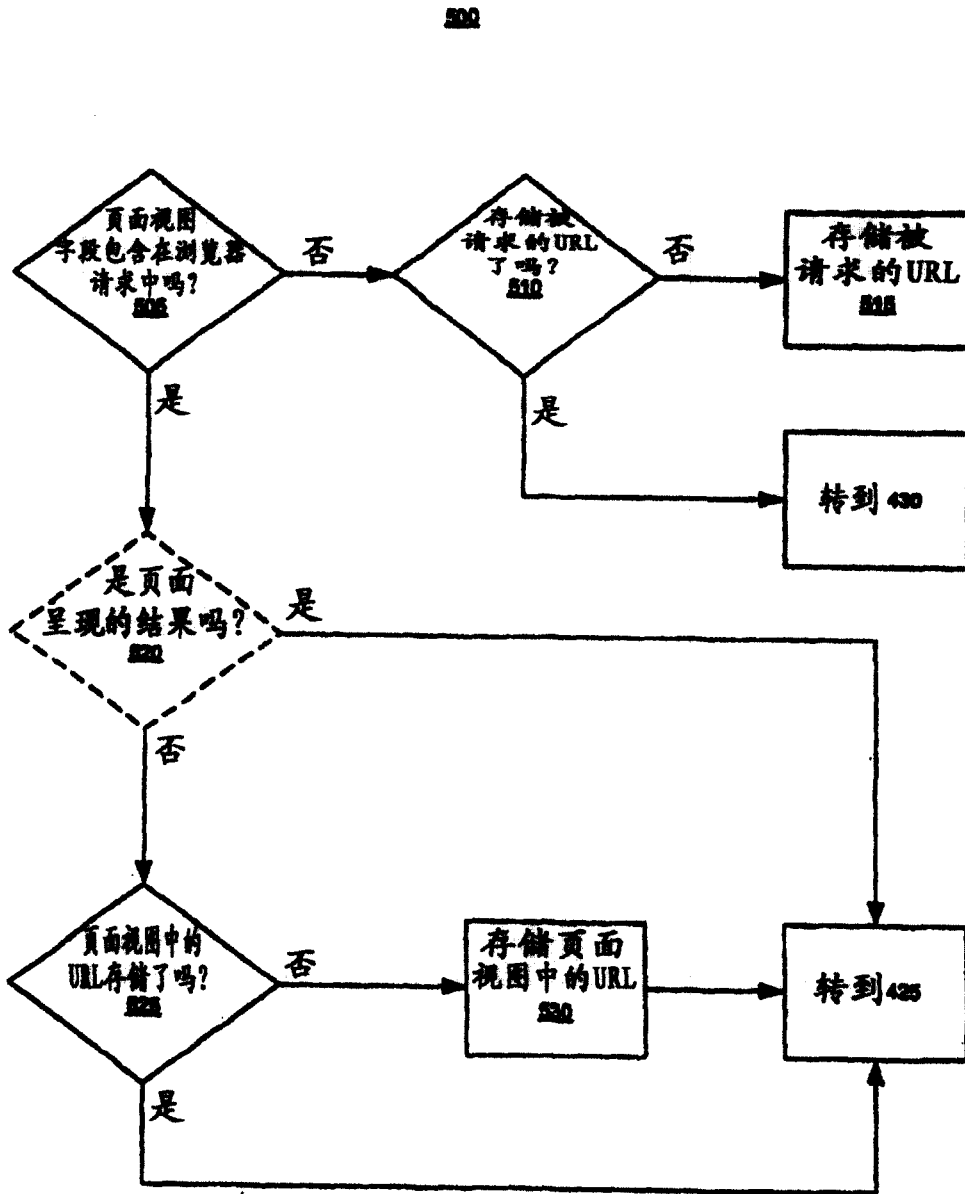 500
頁面視图
字段包含在浏览器
请求中吗?
505
否
存储被
请求的URL
了吗?
510
否
存储被
请求的URL
515
是
是
转到 430
是页面
呈现的结果吗?
520
是
否
頁面视图中的
URL存储了吗?
525
否
存储页面
视图中的URL
530
转到 425
是